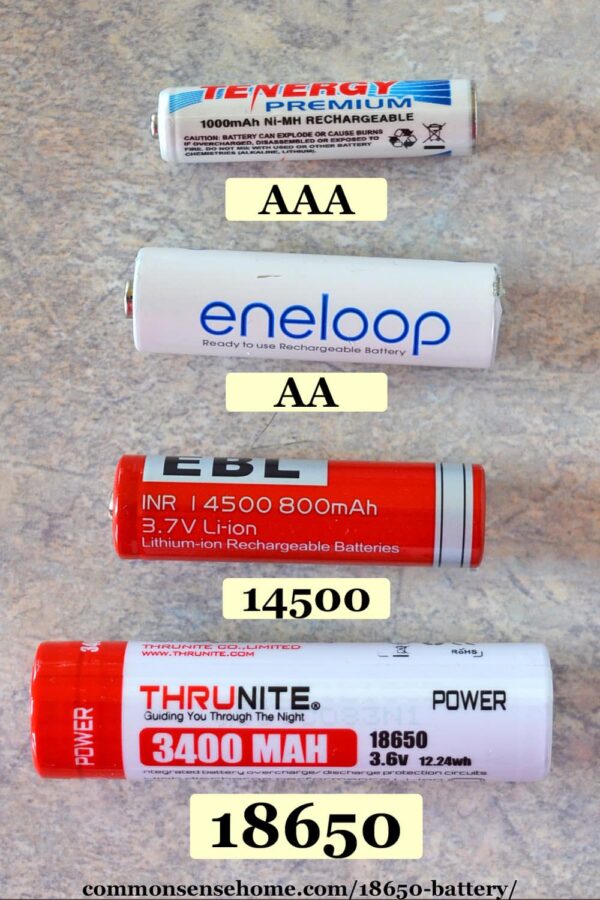 TENERGY
PREMIUM
1000mAh Ni-MH RECHARGEABLE
CAUTION: BATTERY CAN EXPLODE OR CAUSE BURNS
IF OVERCHARGED, DISASSEMBLED OR EXPOSED TO
FIRE, DO NOT MIX WITH USED OR OTHER BATTERY
CHEMISTRIES (ALKALINE, LITHIUM).
AAA
eneloop
Ready to use Rechargeable Battery
AA
EBL
INR 14500 800mAh
3.7V Li-ion
Lithium-ion Rechargeable Batteries
14500
THRUNITE CO.,LIMITED
WWW.THRUNITE.COM
RoHS
340
POWER
THRUNITE®
Guiding You Through The Night
POWER
3400 MAH
18650
3.6v 12.24wh
integrated battery overcharge/discharge protection circuits
18650
commonsensehome.com/18650-battery/